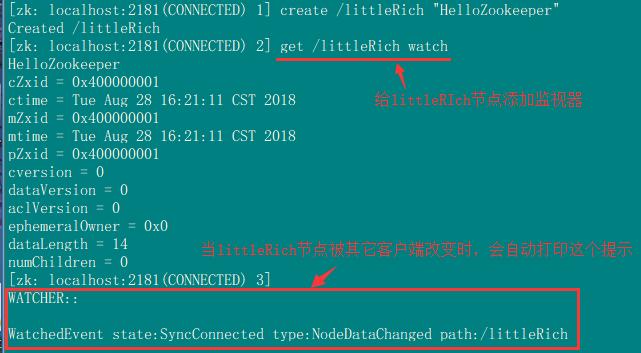 [zk: localhost:2181(CONNECTED) 1] create /littleRich "HelloZookeeper"
Created /littleRich
[zk: localhost:2181(CONNECTED) 2] get /littleRich watch
HelloZookeeper
cZxid = 0x400000001
给littleRIch节点添加监视器
ctime = Tue Aug 28 16:21:11 CST 2018
mZxid = 0x400000001
mtime = Tue Aug 28 16:21:11 CST 2018
pZxid = 0x400000001
cversion = 0
dataVersion = 0
aclVersion = 0
ephemeralOwner = 0x0
当littleRich节点被其它客户端改变时，会自动打印这个提示
dataLength = 14
numChildren = 0
[zk: localhost:2181(CONNECTED) 3]
WATCHER::
WatchedEvent state:SyncConnected type:NodeDataChanged path:/littleRich